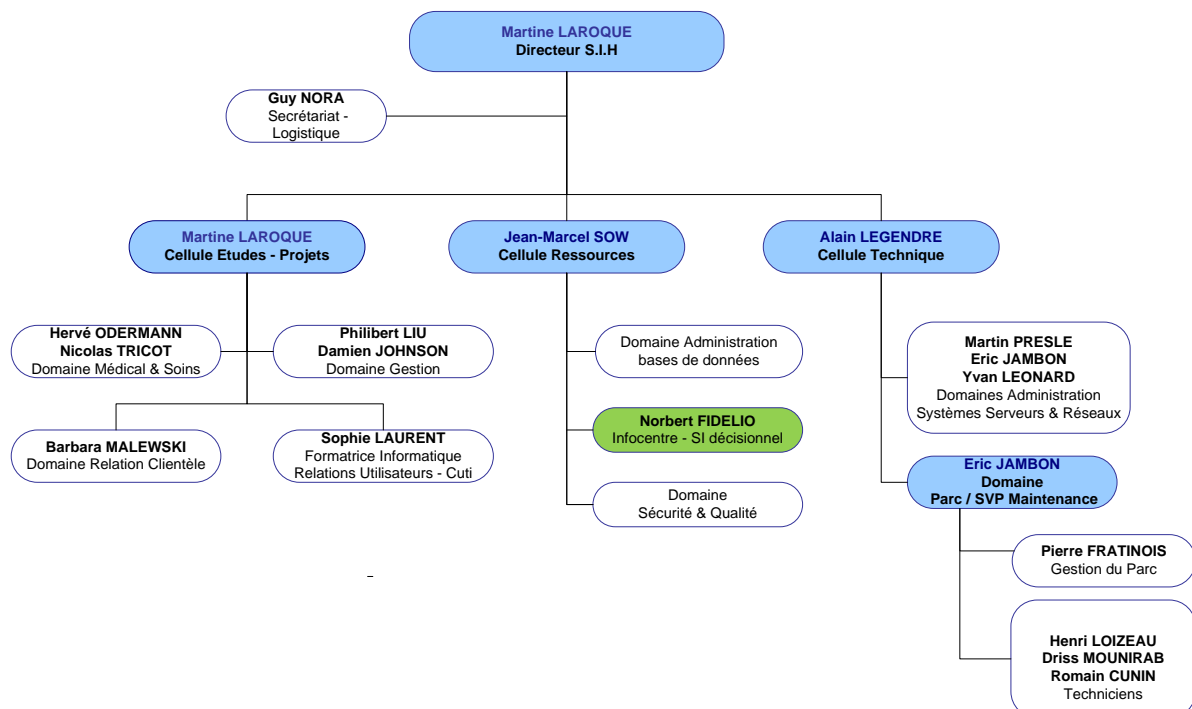 Martine LAROQUE
Directeur S.I.H
Guy NORA
Secrétariat -
Logistique
Martine LAROQUE
Cellule Etudes - Projets
Jean-Marcel SOW
Cellule Ressources
Alain LEGENDRE
Cellule Technique
Hervé ODERMANN
Nicolas TRICOT
Domaine Médical & Soins
Philibert LIU
Damien JOHNSON
Domaine Gestion
Barbara MALEWSKI
Domaine Relation Clientèle
Sophie LAURENT
Formatrice Informatique
Relations Utilisateurs - Cuti
Domaine Administration
bases de données
Norbert FIDELIO
Infocentre - SI décisionnel
Domaine
Sécurité & Qualité
Martin PRESLE
Eric JAMBON
Yvan LEONARD
Domaines Administration
Systèmes Serveurs & Réseaux
Eric JAMBON
Domaine
Parc / SVP Maintenance
Pierre FRATINOIS
Gestion du Parc
Henri LOIZEAU
Driss MOUNIRAB
Romain CUNIN
Techniciens